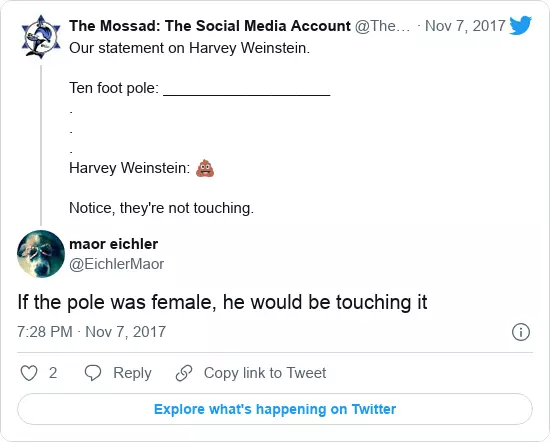 The Mossad: The Social Media Account @The... · Nov 7, 2017
Our statement on Harvey Weinstein.
Ten foot pole: ____________________
.
.
.
Harvey Weinstein: 💩
Notice, they're not touching.
maor eichler
@EichlerMaor
If the pole was female, he would be touching it
7:28 PM · Nov 7, 2017
2 Reply Copy link to Tweet
Explore what's happening on Twitter